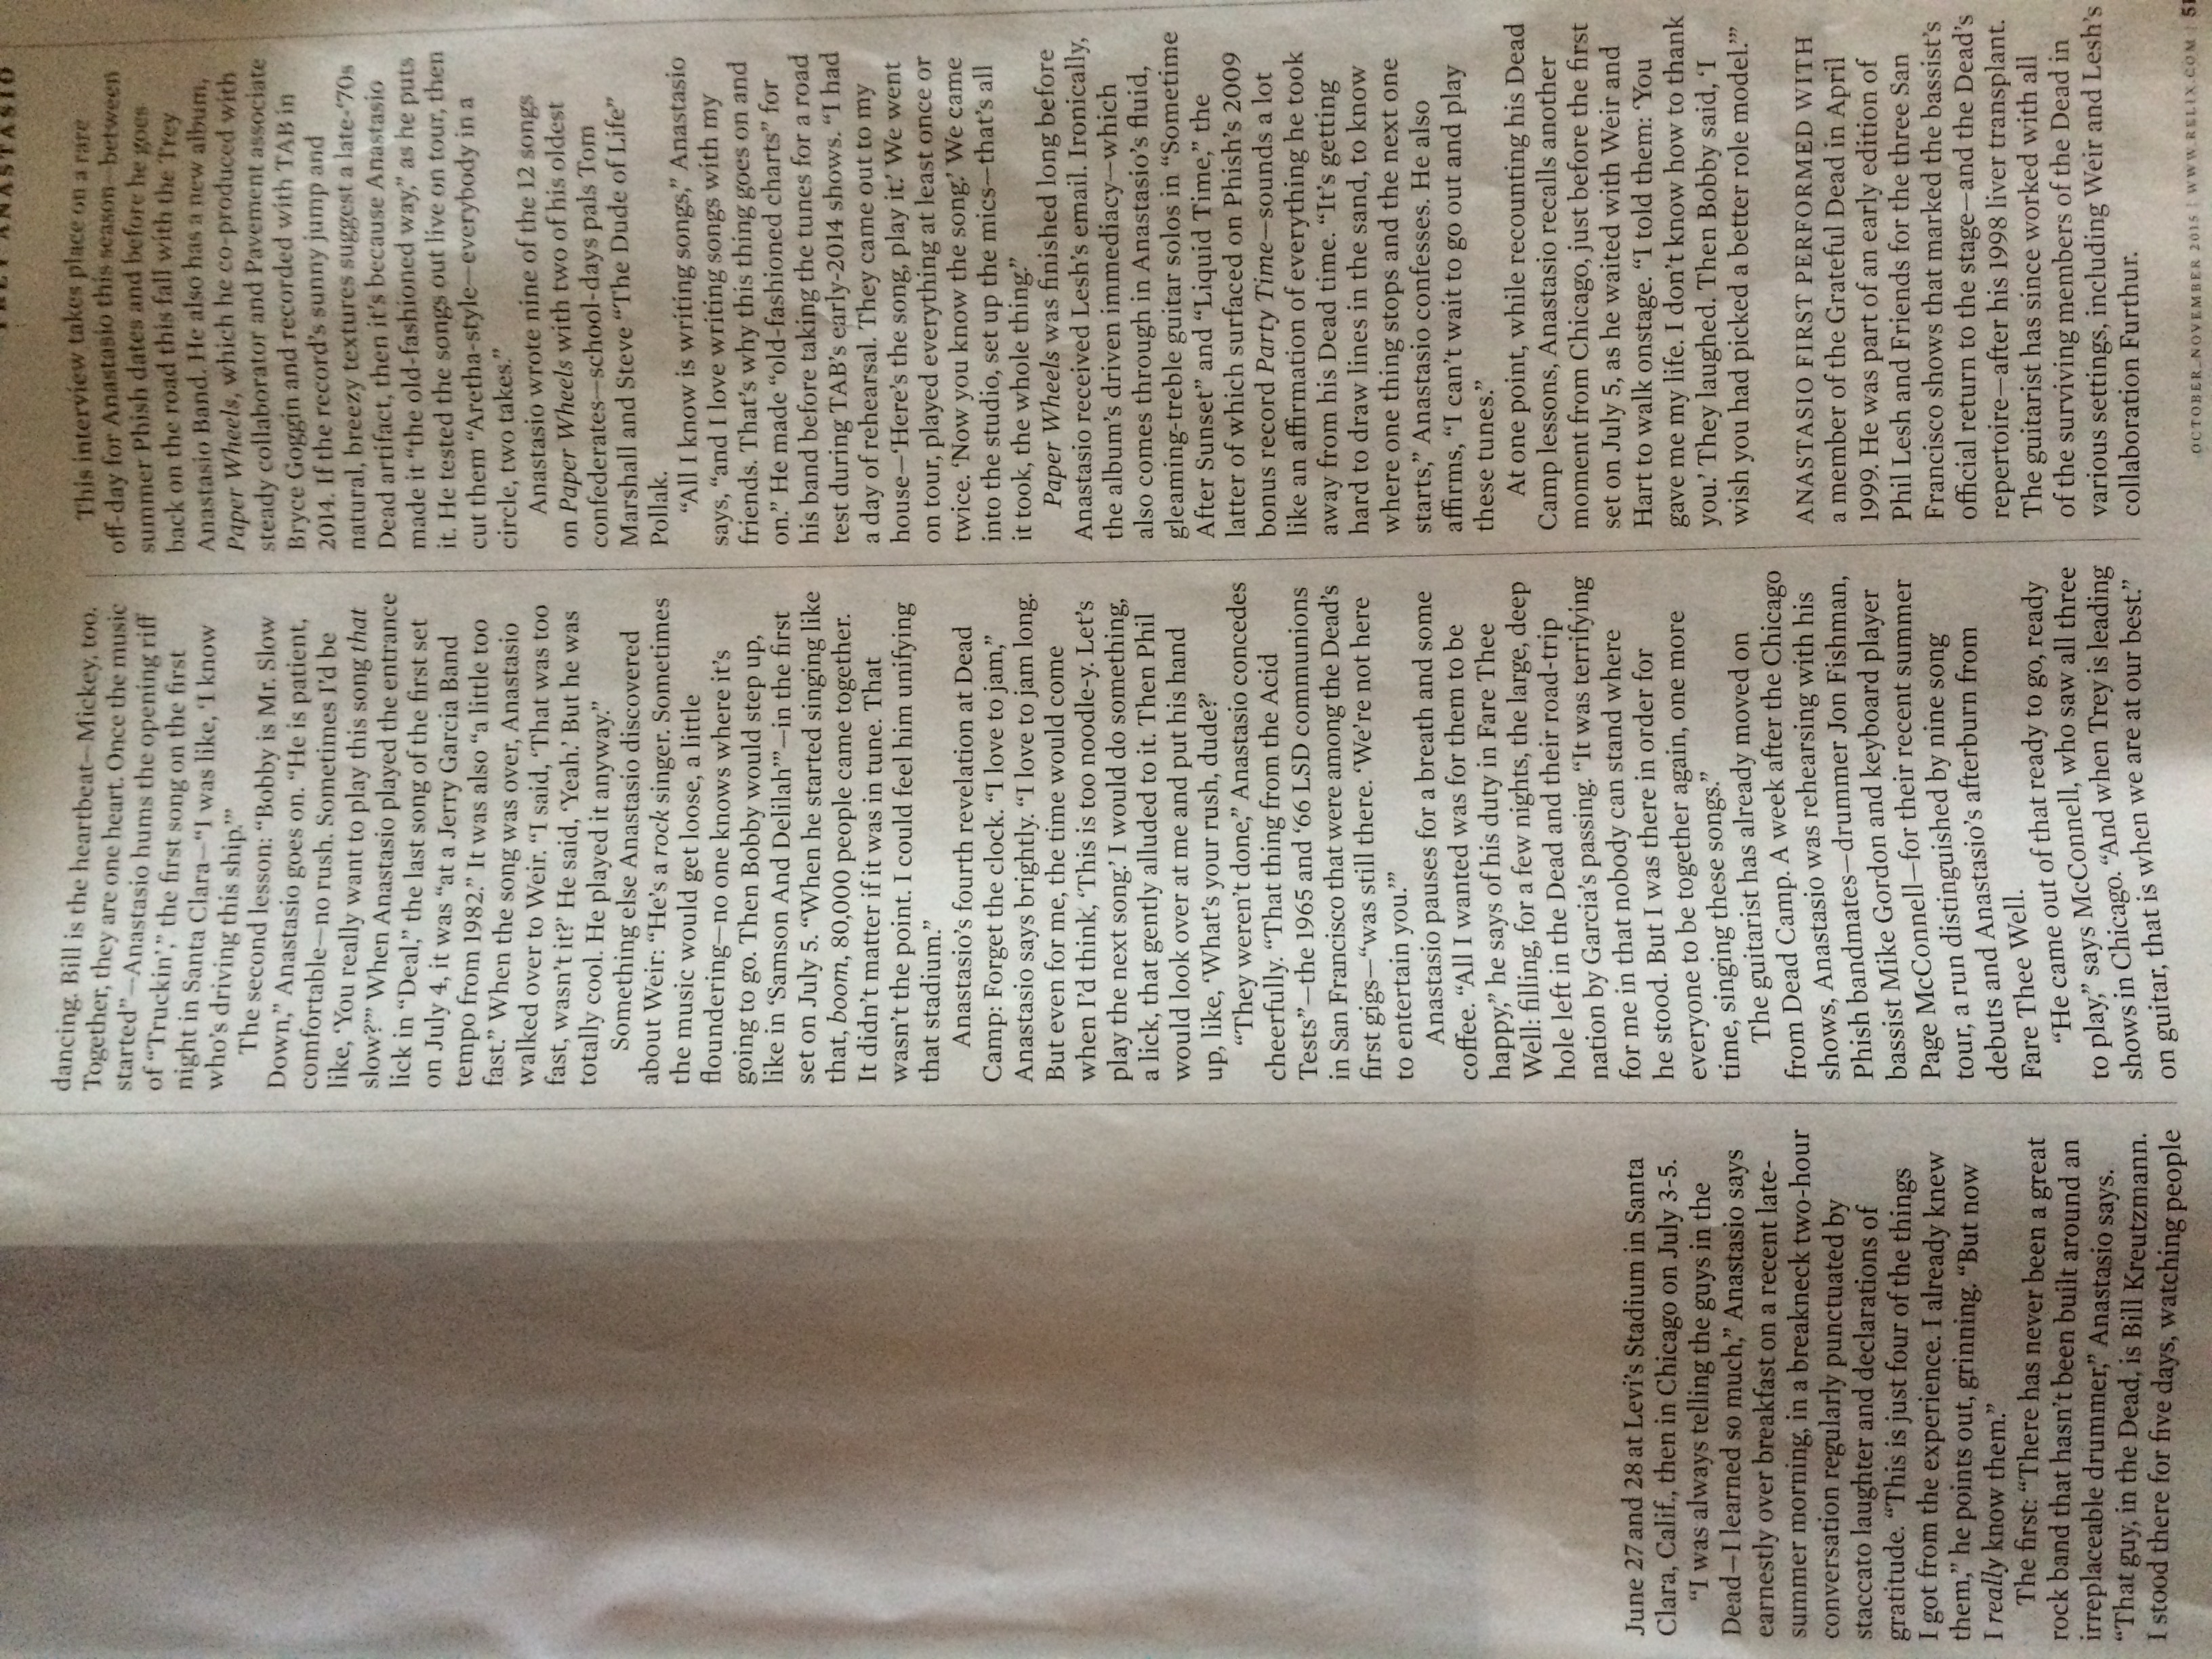 TREY ANASTASIO
June 27 and 28 at Levi's Stadium in Santa
Clara, Calif., then in Chicago on July 3-5.
"I was always telling the guys in the
Dead—I learned so much," Anastasio says
earnestly over breakfast on a recent late-
summer morning, in a breakneck two-hour
conversation regularly punctuated by
staccato laughter and declarations of
gratitude. "This is just four of the things
I got from the experience. I already knew
them," he points out, grinning. "But now
I really know them."
The first: "There has never been a great
rock band that hasn't been built around an
irreplaceable drummer," Anastasio says.
"That guy, in the Dead, is Bill Kreutzmann.
I stood there for five days, watching people
dancing. Bill is the heartbeat—Mickey, too.
Together, they are one heart. Once the music
started"—Anastasio hums the opening riff
of "Truckin'," the first song on the first
night in Santa Clara—"I was like, 'I know
who's driving this ship.'"
The second lesson: "Bobby is Mr. Slow
Down," Anastasio goes on. "He is patient,
comfortable—no rush. Sometimes I'd be
like, 'You really want to play this song that
slow?'" When Anastasio played the entrance
lick in "Deal," the last song of the first set
on July 4, it was "at a Jerry Garcia Band
tempo from 1982." It was also "a little too
fast." When the song was over, Anastasio
walked over to Weir. "I said, 'That was too
fast, wasn't it?' He said, 'Yeah.' But he was
totally cool. He played it anyway."
Something else Anastasio discovered
about Weir: "He's a rock singer. Sometimes
the music would get loose, a little
floundering—no one knows where it's
going to go. Then Bobby would step up,
like in 'Samson And Delilah'"—in the first
set on July 5. "When he started singing like
that, boom, 80,000 people came together.
It didn't matter if it was in tune. That
wasn't the point. I could feel him unifying
that stadium."
Anastasio's fourth revelation at Dead
Camp: Forget the clock. "I love to jam,"
Anastasio says brightly. "I love to jam long.
But even for me, the time would come
when I'd think, 'This is too noodle-y. Let's
play the next song.' I would do something,
a lick, that gently alluded to it. Then Phil
would look over at me and put his hand
up, like, 'What's your rush, dude?'
"They weren't done," Anastasio concedes
cheerfully. "That thing from the Acid
Tests"—the 1965 and '66 LSD communions
in San Francisco that were among the Dead's
first gigs—"was still there. 'We're not here
to entertain you.'"
Anastasio pauses for a breath and some
coffee. "All I wanted was for them to be
happy," he says of his duty in Fare Thee
Well: filling, for a few nights, the large, deep
hole left in the Dead and their road-trip
nation by Garcia's passing. "It was terrifying
for me in that nobody can stand where
he stood. But I was there in order for
everyone to be together again, one more
time, singing these songs."
The guitarist has already moved on
from Dead Camp. A week after the Chicago
shows, Anastasio was rehearsing with his
Phish bandmates—drummer Jon Fishman,
bassist Mike Gordon and keyboard player
Page McConnell—for their recent summer
tour, a run distinguished by nine song
debuts and Anastasio's afterburn from
Fare Thee Well.
"He came out of that ready to go, ready
to play," says McConnell, who saw all three
shows in Chicago. "And when Trey is leading
on guitar, that is when we are at our best."
This interview takes place on a rare
off-day for Anastasio this season—between
summer Phish dates and before he goes
back on the road this fall with the Trey
Anastasio Band. He also has a new album,
Paper Wheels, which he co-produced with
steady collaborator and Pavement associate
Bryce Goggin and recorded with TAB in
2014. If the record's sunny jump and
natural, breezy textures suggest a late-'70s
Dead artifact, then it's because Anastasio
made it "the old-fashioned way," as he puts
it. He tested the songs out live on tour, then
cut them "Aretha-style—everybody in a
circle, two takes."
Anastasio wrote nine of the 12 songs
on Paper Wheels with two of his oldest
confederates—school-days pals Tom
Marshall and Steve "The Dude of Life"
Pollak.
"All I know is writing songs," Anastasio
says, "and I love writing songs with my
friends. That's why this thing goes on and
on." He made "old-fashioned charts" for
his band before taking the tunes for a road
test during TAB's early-2014 shows. "I had
a day of rehearsal. They came out to my
house—'Here's the song, play it.' We went
on tour, played everything at least once or
twice. 'Now you know the song.' We came
into the studio, set up the mics—that's all
it took, the whole thing."
Paper Wheels was finished long before
Anastasio received Lesh's email. Ironically,
the album's driven immediacy—which
also comes through in Anastasio's fluid,
gleaming-treble guitar solos in "Sometime
After Sunset" and "Liquid Time," the
latter of which surfaced on Phish's 2009
bonus record Party Time—sounds a lot
like an affirmation of everything he took
away from his Dead time. "It's getting
hard to draw lines in the sand, to know
where one thing stops and the next one
starts," Anastasio confesses. He also
affirms, "I can't wait to go out and play
these tunes."
At one point, while recounting his Dead
Camp lessons, Anastasio recalls another
moment from Chicago, just before the first
set on July 5, as he waited with Weir and
Hart to walk onstage. "I told them: 'You
gave me my life. I don't know how to thank
you.' They laughed. Then Bobby said, 'I
wish you had picked a better role model.'"
ANASTASIO FIRST PERFORMED WITH
a member of the Grateful Dead in April
1999. He was part of an early edition of
Phil Lesh and Friends for the three San
Francisco shows that marked the bassist's
official return to the stage—and the Dead's
repertoire—after his 1998 liver transplant.
The guitarist has since worked with all
of the surviving members of the Dead in
various settings, including Weir and Lesh's
collaboration Furthur.
OCTOBER_NOVEMBER 2015 | WWW.RELIX.COM | 51